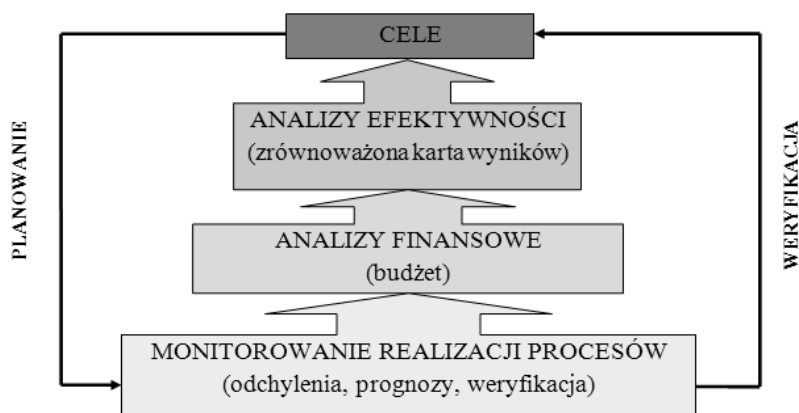 CELE
ANALIZY EFEKTYWNOŚCI
(zrównoważona karta wyników)
PLANOWANIE
WERYFIKACJA
ANALIZY FINANSOWE
(budżet)
MONITOROWANIE REALIZACJI PROCESÓW
(odchylenia, prognozy, weryfikacja)